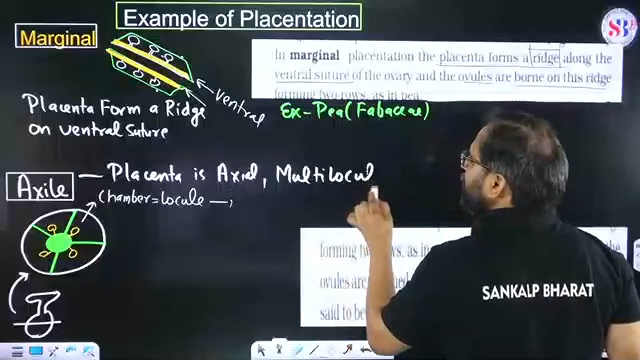 Example of Placentation
Marginal
In marginal placentation the placenta forms a ridge along the
ventral suture of the ovary and the ovules are borne on this ridge
forming two rows, as in pea.
Ventral
Ex- Pea (Fabaceae)
Placenta Form a Ridge
on ventral suture
Axile
Placenta is Axial, Multilocul
Chamber=locule
forming two rows, as in
ovules are
said to be
SANKALP BHARAT
SB